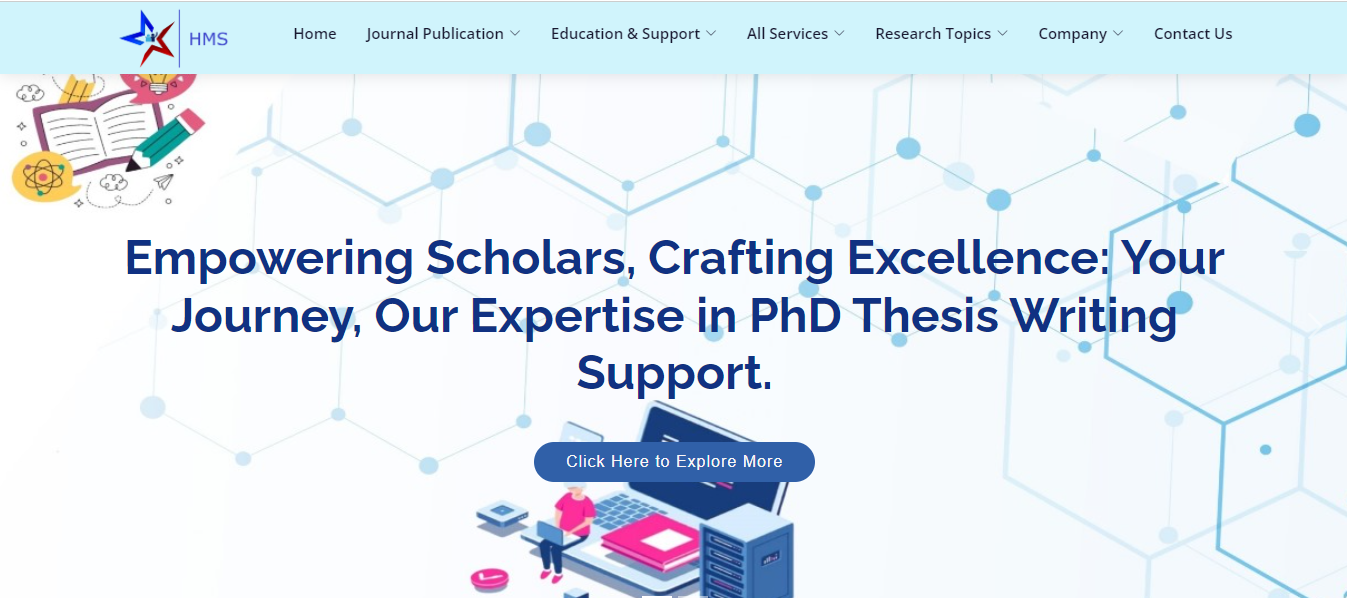 HMS
Home Journal Publication Education & Support All Services Research Topics Company Contact Us
Empowering Scholars, Crafting Excellence: Your
Journey, Our Expertise in PhD Thesis Writing
Support.
Click Here to Explore More